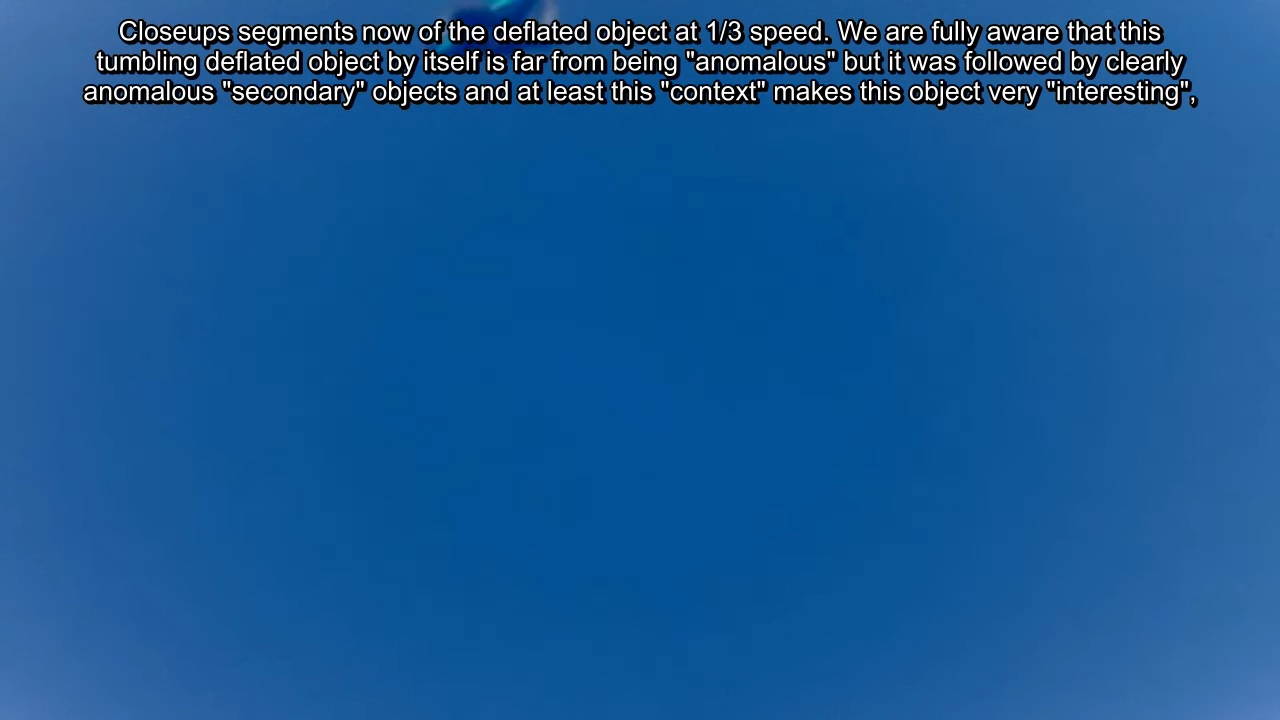 Closeups segments now of the deflated object at 1/3 speed. We are fully aware that this
tumbling deflated object by itself is far from being "anomalous" but it was followed by clearly
anomalous "secondary" objects and at least this "context" makes this object very "interesting",